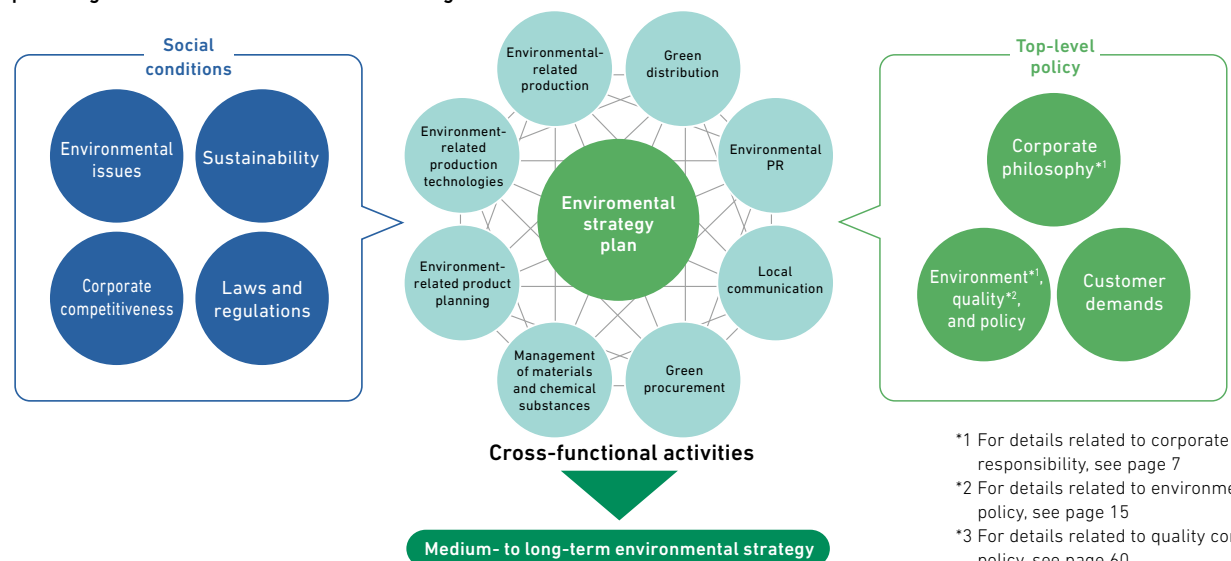 Social
conditions
Environmental
issues
Sustainability
Corporate
competitiveness
Laws and
regulations
Environmental-
related
production
Green
distribution
Environment-
related
production
technologies
Environmental
PR
Enviromental
strategy
plan
Environment-
related product
planning
Local
communication
Management
of materials
and chemical
substances
Green
procurement
Cross-functional activities
Medium- to long-term environmental strategy
Top-level
policy
Corporate
philosophy*1
Environment*1,
quality*2,
and policy
Customer
demands
*1 For details related to corporate
responsibility, see page 7
*2 For details related to
policy, see page 15
*3 For details related to quality
policy, see page 60